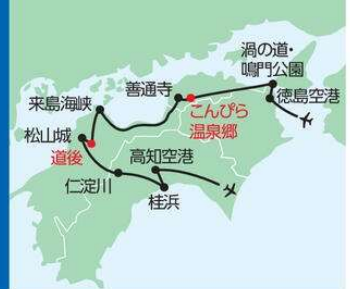 渦の道・
鳴門公園
徳島空港
善通寺
こんぴら
温泉郷
来島海峡
松山城
道後
高知空港
仁淀川
桂浜